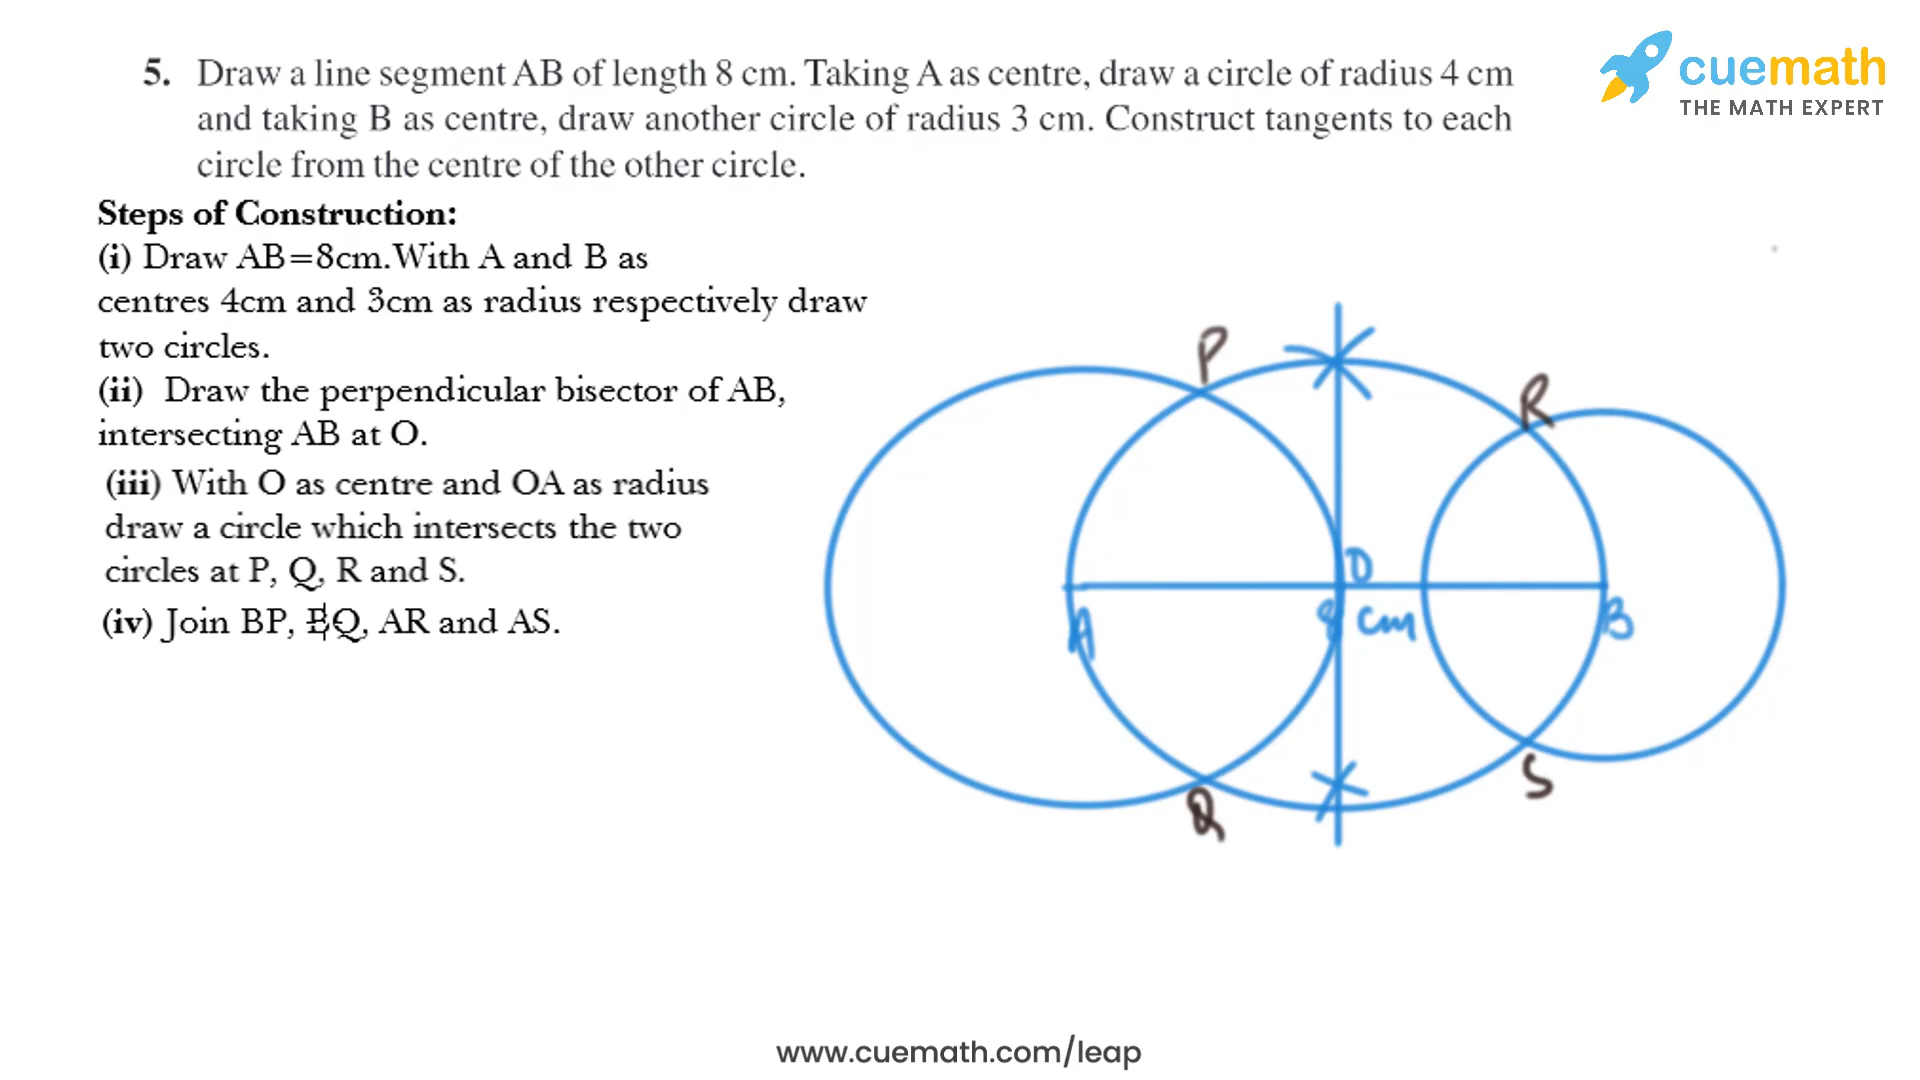 5. Draw a line segment AB of length 8 cm. Taking A as centre, draw a circle of radius 4 cm
and taking B as centre, draw another circle of radius 3 cm. Construct tangents to each
circle from the centre of the other circle.
cuemath
THE MATH EXPERT
Steps of Construction:
(i) Draw AB=8cm.With A and B as
centres 4cm and 3cm as radius respectively draw
two circles.
(ii) Draw the perpendicular bisector of AB,
intersecting AB at O.
(iii) With O as centre and OA as radius
draw a circle which intersects the two
circles at P, Q, R and S.
(iv) Join BP, BQ, AR and AS.
P
R
O
A
8 cm
B
S
Q
www.cuemath.com/leap